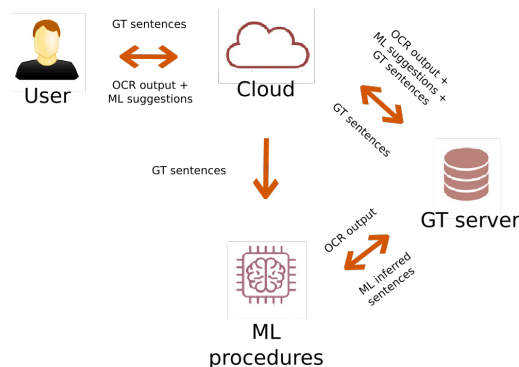 GT sentences
OCR output +
ML suggestions
User
Cloud
OCR output +
ML suggestions +
GT sentences
GT sentences
GT sentences
GT server
OCR output
ML inferred
sentences
ML
procedures